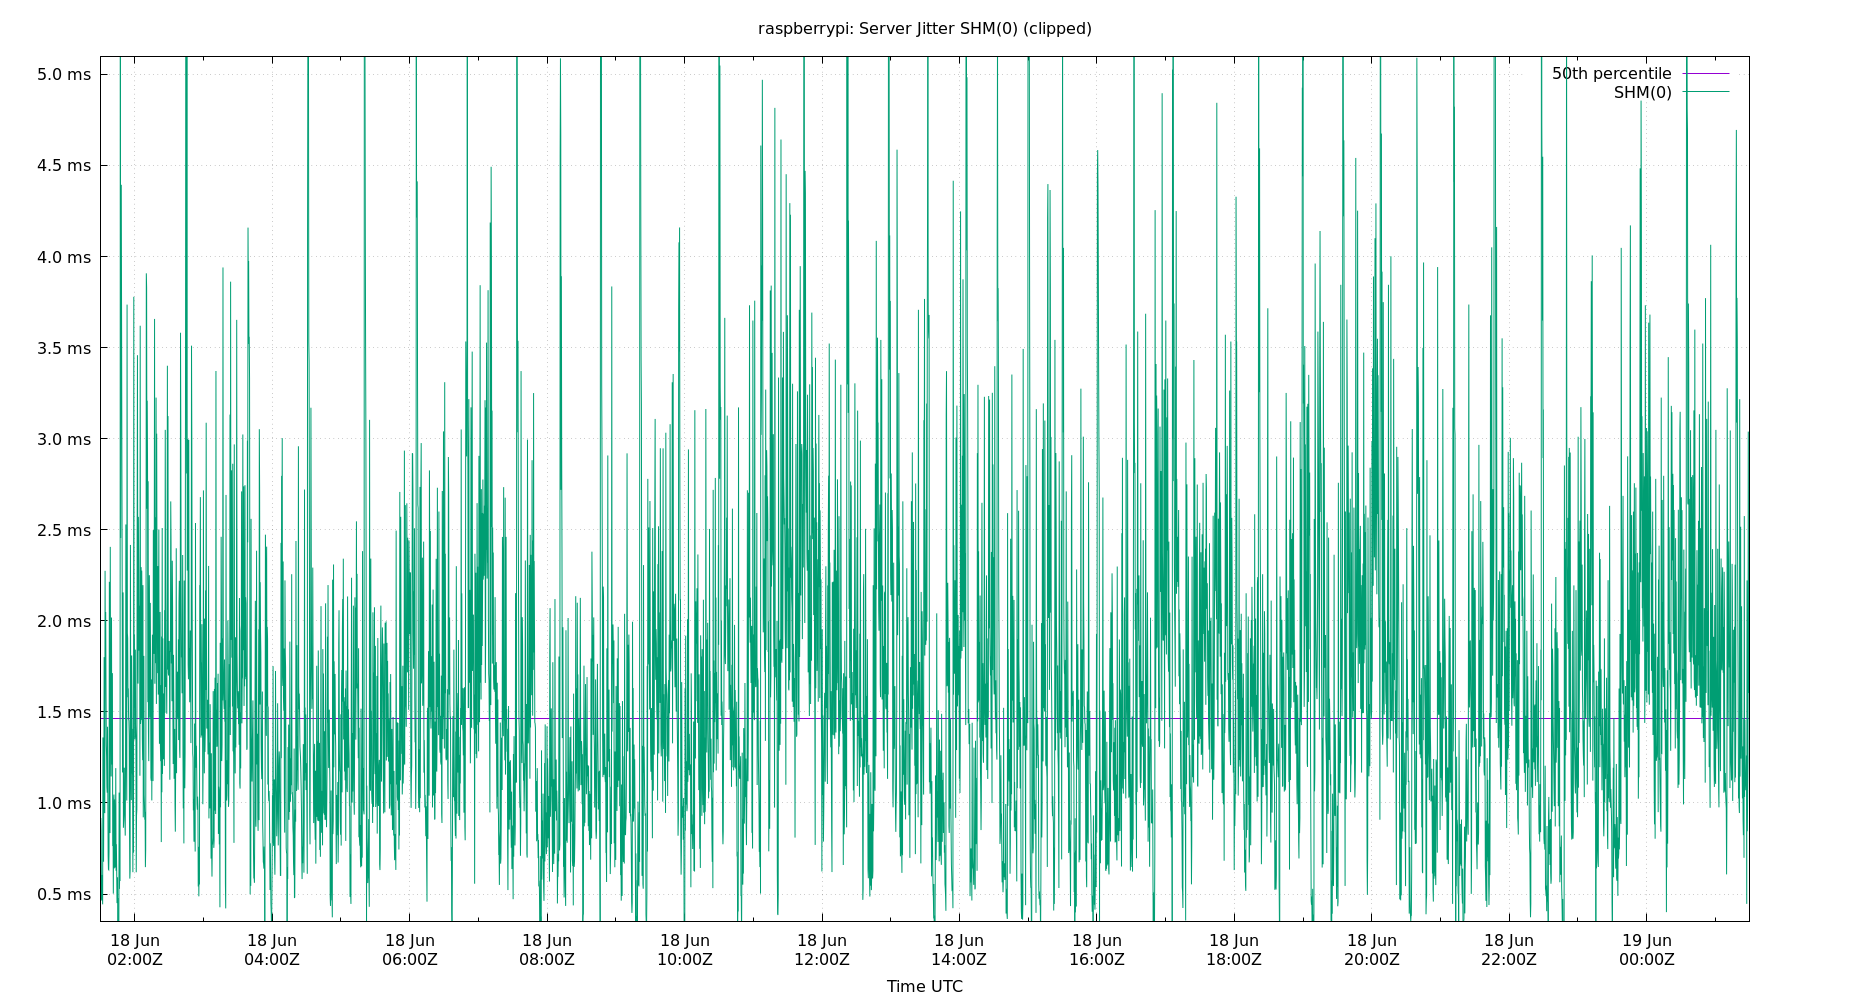 raspberrypi: Server Jitter SHM(0) (clipped)
50th percentile
SHM(0)
5.0 ms
4.5 ms
4.0 ms
3.5 ms
3.0 ms
2.5 ms
2.0 ms
1.5 ms
1.0 ms
0.5 ms
18 Jun 18 Jun 18 Jun 18 Jun 18 Jun 18 Jun 18 Jun 18 Jun 18 Jun 18 Jun 18 Jun 19 Jun
02:00Z 04:00Z 06:00Z 08:00Z 10:00Z 12:00Z 14:00Z 16:00Z 18:00Z 20:00Z 22:00Z 00:00Z
Time UTC